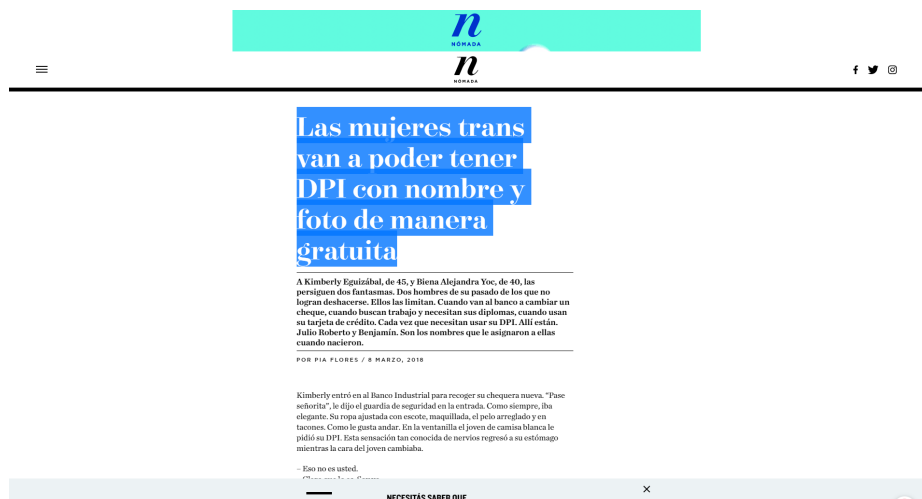 n
NÓMADA
n
NÓMADA
Las mujeres trans
van a poder tener
DPI con nombre y
foto de manera
gratuita
A Kimberly Eguizábal, de 45, y Biena Alejandra Yoc, de 40, las
persiguen dos fantasmas. Dos hombres de su pasado de los que no
logran deshacerse. Ellos las limitan. Cuando van al banco a cambiar un
cheque, cuando buscan trabajo y necesitan sus diplomas, cuando usan
su tarjeta de crédito. Cada vez que necesitan usar su DPI. Allí están.
Julio Roberto y Benjamín. Son los nombres que le asignaron a ellas
cuando nacieron.
POR PIA FLORES / 8 MARZO, 2018
Kimberly entró en al Banco Industrial para recoger su chequera nueva. “Pase
señorita”, le dijo el guardia de seguridad en la entrada. Como siempre, iba
elegante. Su ropa ajustada con escote, maquillada, el pelo arreglado y en
tacones. Como le gusta andar. En la ventanilla el joven de camisa blanca le
pidió su DPI. Esta sensación tan conocida de nervios regresó a su estómago
mientras la cara del joven cambiaba.
– Eso no es usted.
NECESITÁS SABER QUE